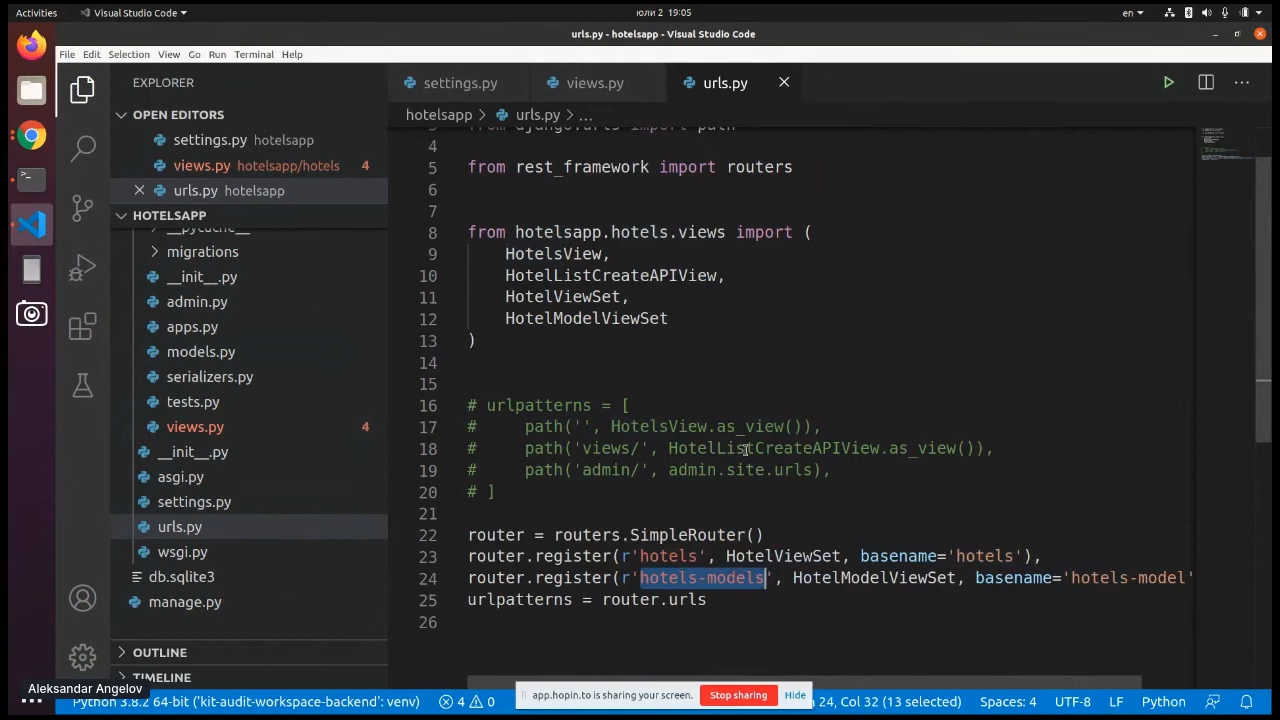 Activities
Visual Studio Code
юли 2 19:05
en
urls.py - hotelsapp - Visual Studio Code
File Edit Selection View Go Run Terminal Help
EXPLORER
settings.py
views.py
urls.py
OPEN EDITORS
hotelsapp > urls.py > ...
settings.py hotelsapp
views.py hotelsapp/hotels 4
urls.py hotelsapp
HOTELSAPP
__pycache__
migrations
__init__.py
admin.py
apps.py
models.py
serializers.py
tests.py
views.py 4
__init__.py
asgi.py
settings.py
urls.py
wsgi.py
db.sqlite3
manage.py
OUTLINE
TIMELINE
3 from django.urls import path
4
5 from rest_framework import routers
6
7
8 from hotelsapp.hotels.views import (
9 HotelsView,
10 HotelListCreateAPIView,
11 HotelViewSet,
12 HotelModelViewSet
13 )
14
15
16 # urlpatterns = [
17 # path('', HotelsView.as_view()),
18 # path('views/', HotelListCreateAPIView.as_view()),
19 # path('admin/', admin.site.urls),
20 # ]
21
22 router = routers.SimpleRouter()
23 router.register(r'hotels', HotelViewSet, basename='hotels'),
24 router.register(r'hotels-models', HotelModelViewSet, basename='hotels-model'
25 urlpatterns = router.urls
26
Aleksandar Angelov
Python 3.8.2 64-bit ('kit-audit-workspace-backend': venv) 4 0
app.hopin.to is sharing your screen. Stop sharing Hide
24, Col 32 (13 selected) Spaces: 4 UTF-8 LF Python